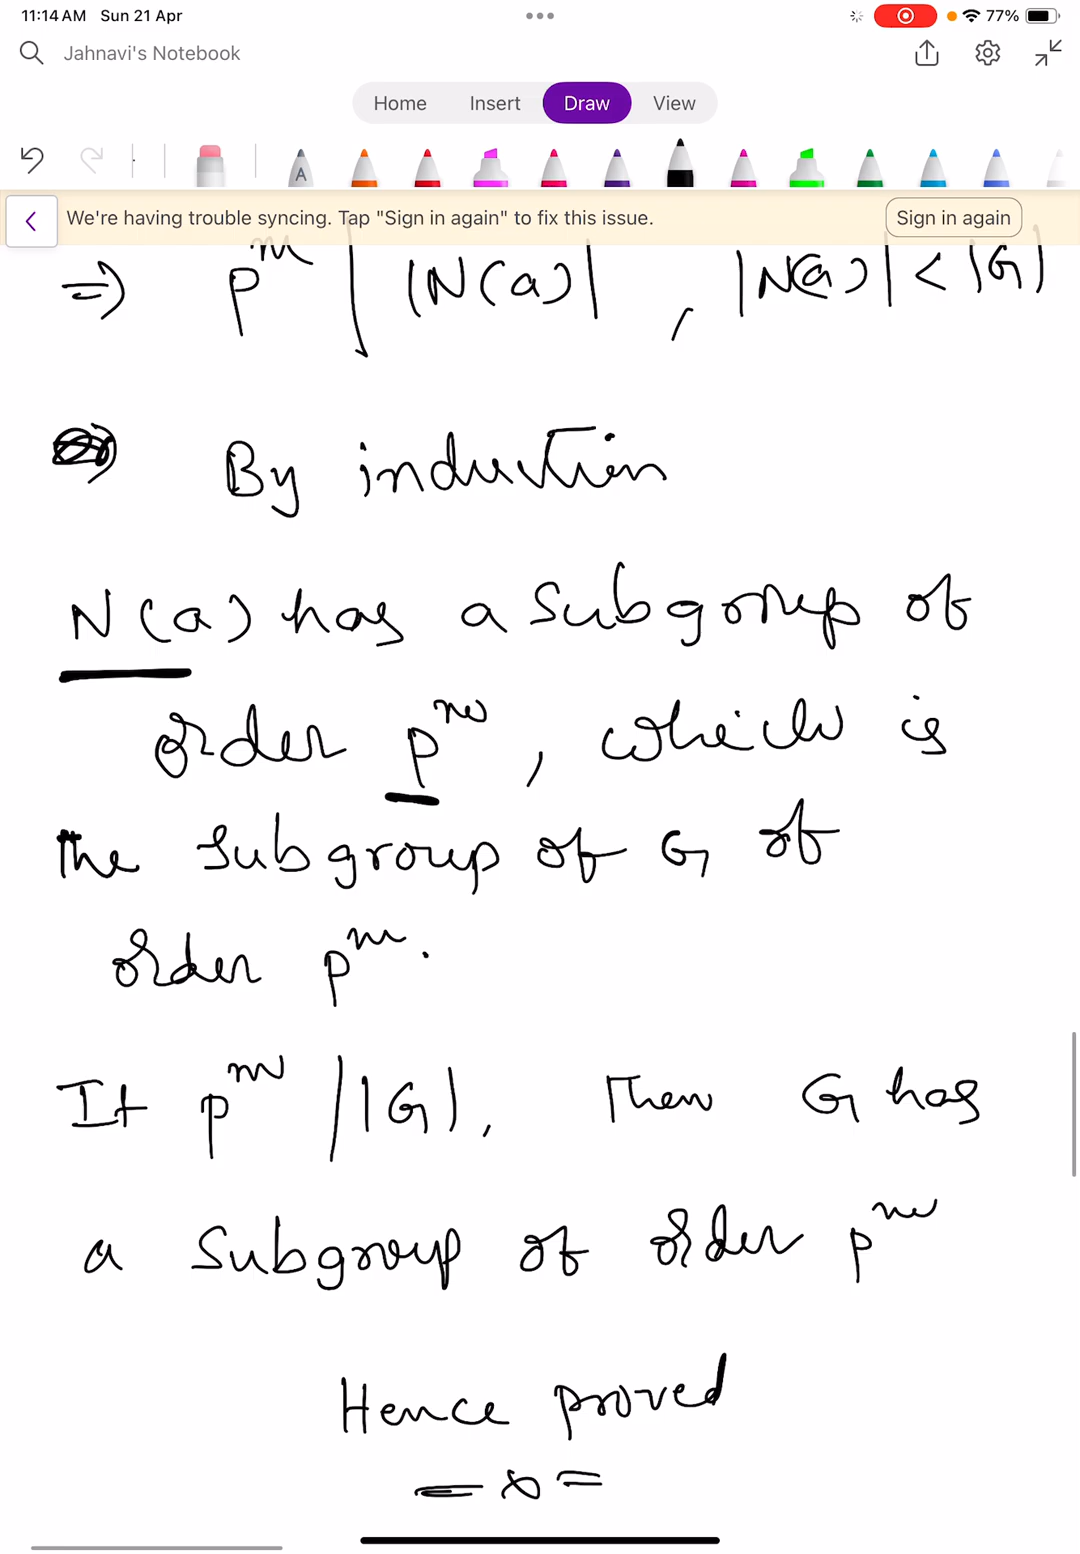 11:14 AM Sun 21 Apr 77%
Jahnavi's Notebook
Home Insert Draw View
A
We're having trouble syncing. Tap "Sign in again" to fix this issue. Sign in again
=> p^m | |N(a)|, |N(a)| < |G|
By induction
N(a) has a subgroup of
order p^m, which is
the subgroup of G of
order p^m.
If p^m | |G|, Then G has
a subgroup of order p^m
Hence proved
— x =